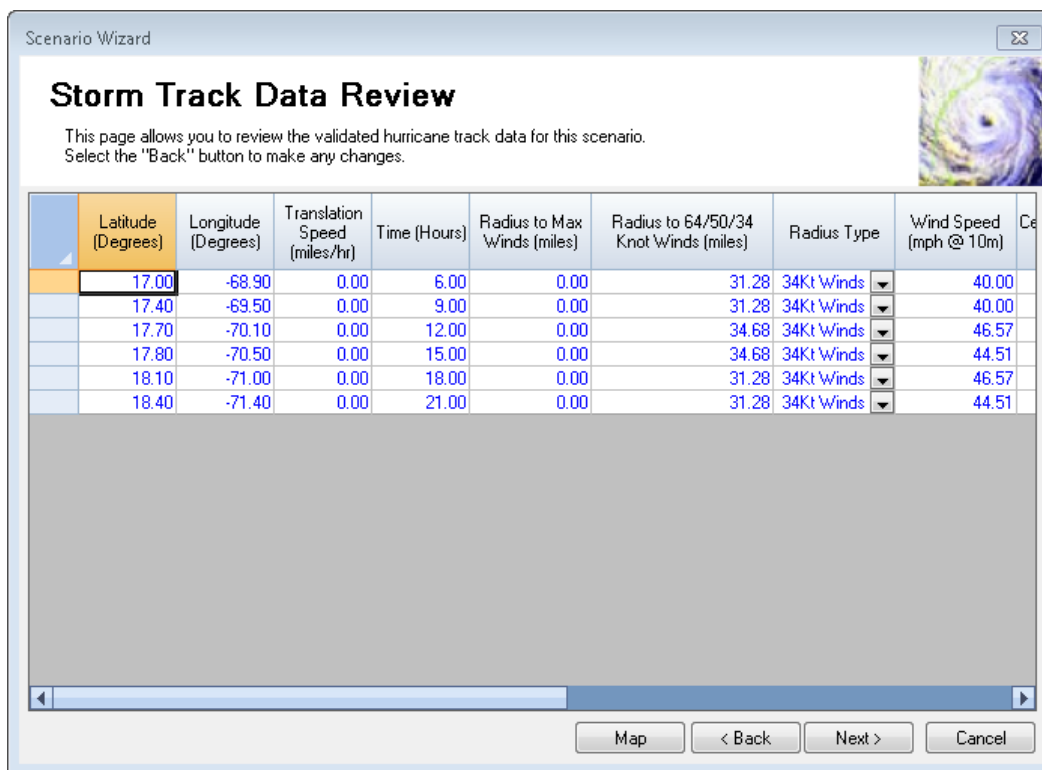 Scenario Wizard
Storm Track Data Review
This page allows you to review the validated hurricane track data for this scenario.
Select the "Back" button to make any changes.
Latitude (Degrees) Longitude (Degrees) Translation Speed (miles/hr) Time (Hours) Radius to Max Winds (miles) Radius to 64/50/34 Knot Winds (miles) Radius Type Wind Speed (mph @ 10m) Ce
17.00 -68.90 0.00 6.00 0.00 31.28 34Kt Winds 40.00
17.40 -69.50 0.00 9.00 0.00 31.28 34Kt Winds 40.00
17.70 -70.10 0.00 12.00 0.00 34.68 34Kt Winds 46.57
17.80 -70.50 0.00 15.00 0.00 34.68 34Kt Winds 44.51
18.10 -71.00 0.00 18.00 0.00 31.28 34Kt Winds 46.57
18.40 -71.40 0.00 21.00 0.00 31.28 34Kt Winds 44.51
Map < Back Next > Cancel